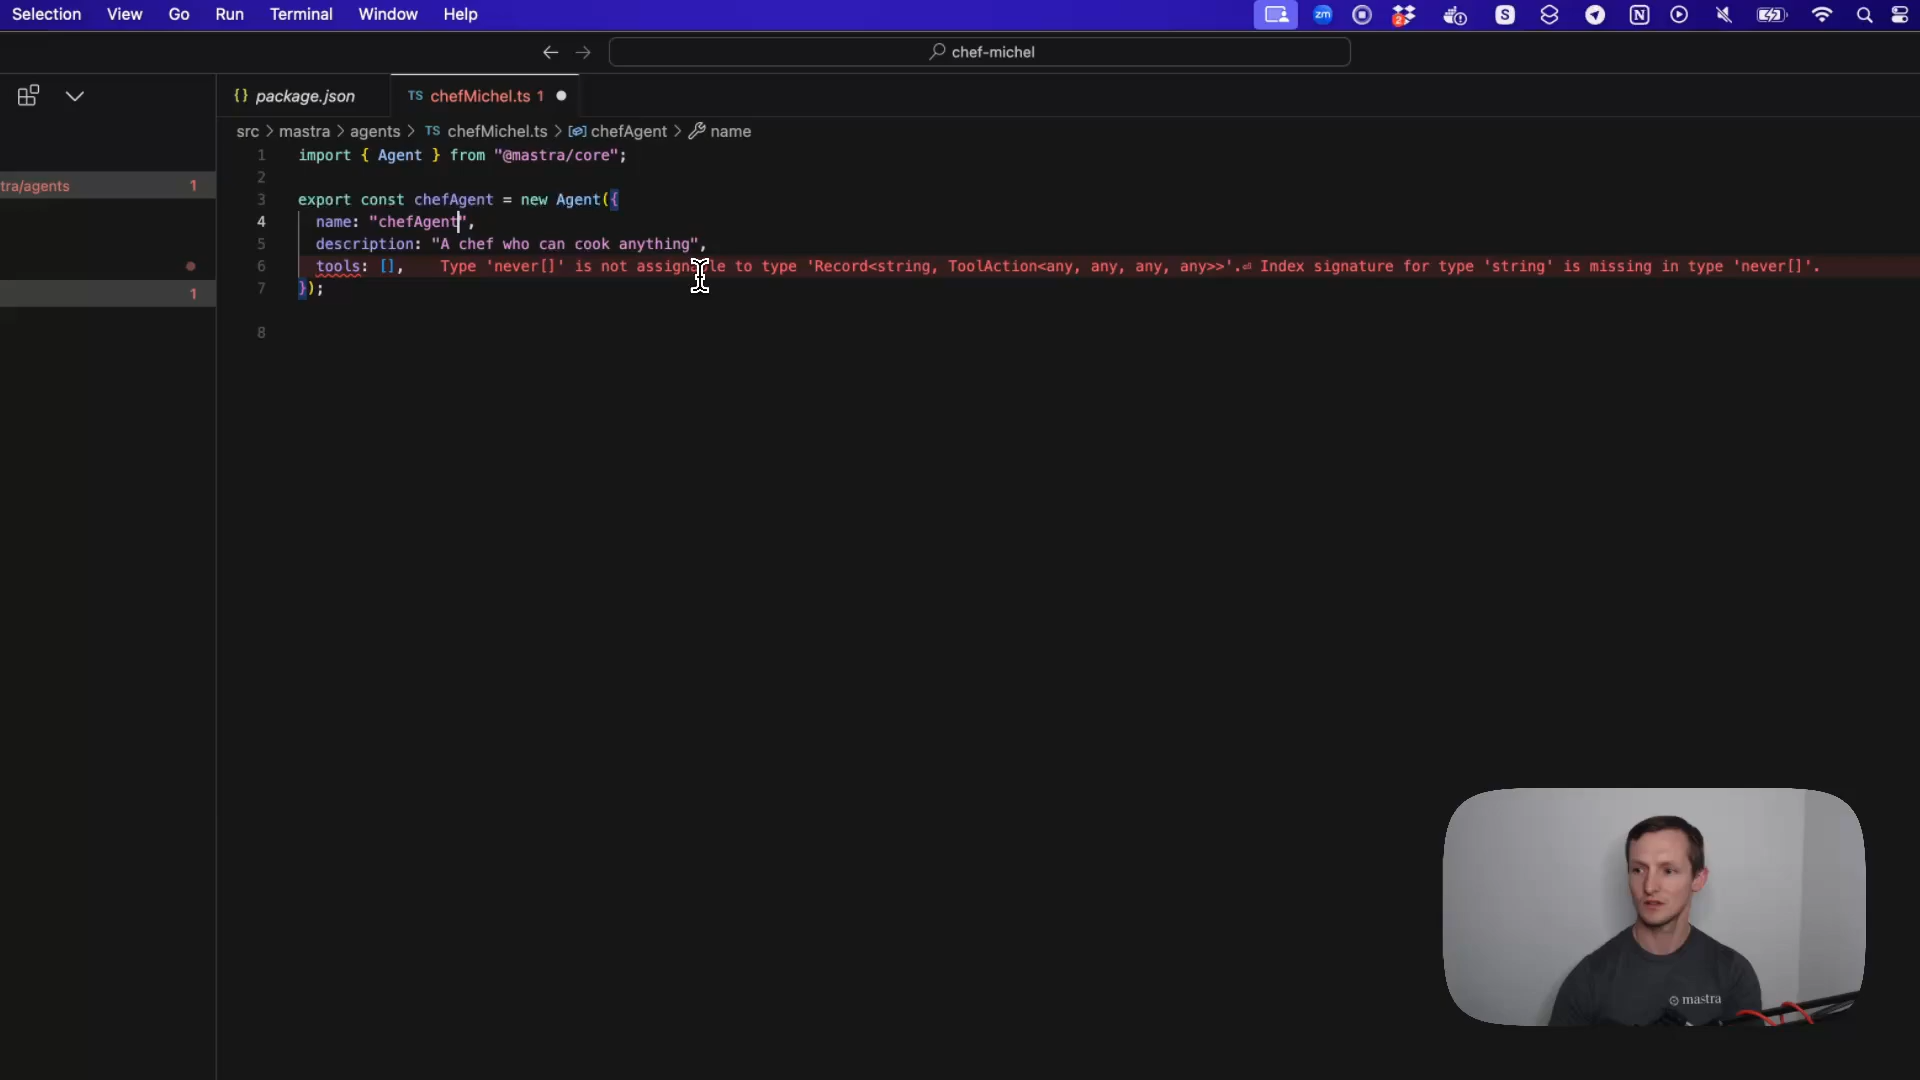 Selection View Go Run Terminal Window Help
zm 2 S N
chef-michel
{} package.json TS chefMichel.ts 1
src > mastra > agents > TS chefMichel.ts > chefAgent > name
tra/agents 1
1
1 import { Agent } from "@mastra/core";
2
3 export const chefAgent = new Agent({
4 name: "chefAgent",
5 description: "A chef who can cook anything",
6 tools: [], Type 'never[]' is not assignable to type 'Record<string, ToolAction<any, any, any, any>>'.⏎ Index signature for type 'string' is missing in type 'never[]'.
7 });
8
mastra